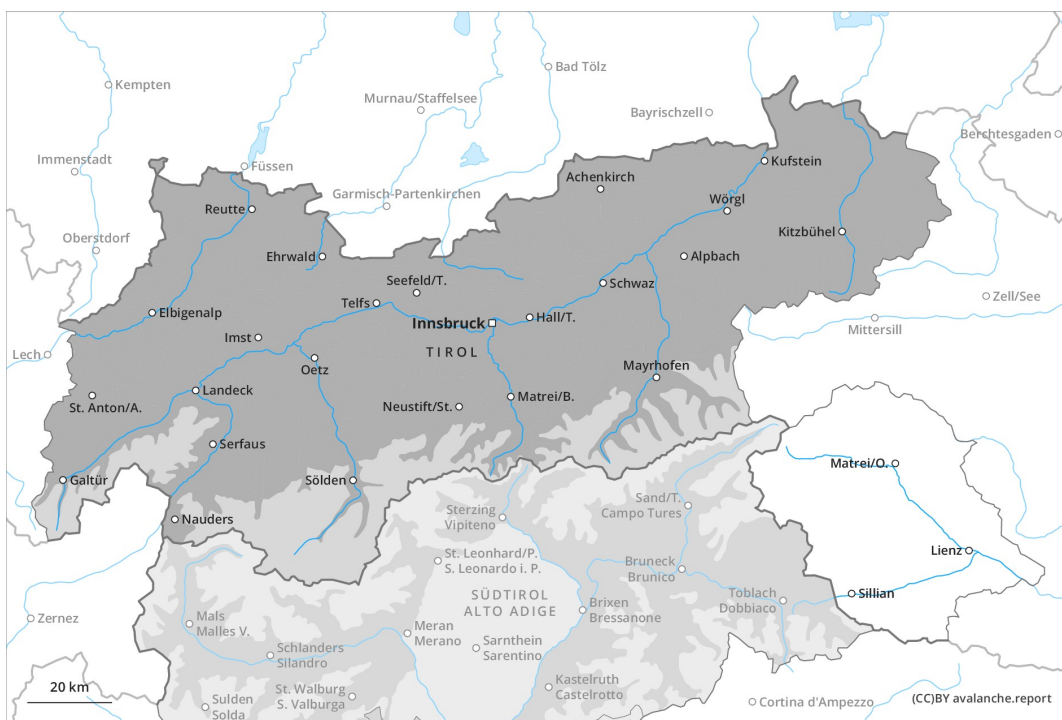 Kempten
Bad Tölz
Murnau/Staffelsee
Bayrischzell
Berchtesgaden
Immenstadt
Füssen
Kufstein
Achenkirch
Garmisch-Partenkirchen
Reutte
Wörgl
Oberstdorf
Kitzbühel
Ehrwald
Alpbach
Seefeld/T.
Schwaz
Zell/See
Telfs
Elbigenalp
Innsbruck
Hall/T.
Mittersill
Imst
TIROL
Lech
Oetz
Mayrhofen
Landeck
Matrei/B.
St. Anton/A.
Neustift/St.
Serfaus
Matrei/O.
Galtür
Sölden
Sand/T.
Campo Tures
Sterzing
Vipiteno
Nauders
Lienz
St. Leonhard/P.
S. Leonardo i. P.
Bruneck
Brunico
SÜDTIROL
ALTO ADIGE
Toblach
Dobbiaco
Sillian
Brixen
Bressanone
Zernez
Mals
Malles V.
Meran
Merano
Sarnthein
Sarentino
Schlanders
Silandro
Kastelruth
Castelrotto
20 km
St. Walburg
S. Valburga
Sulden
Solda
Cortina d'Ampezzo
(CC)BY avalanche.report